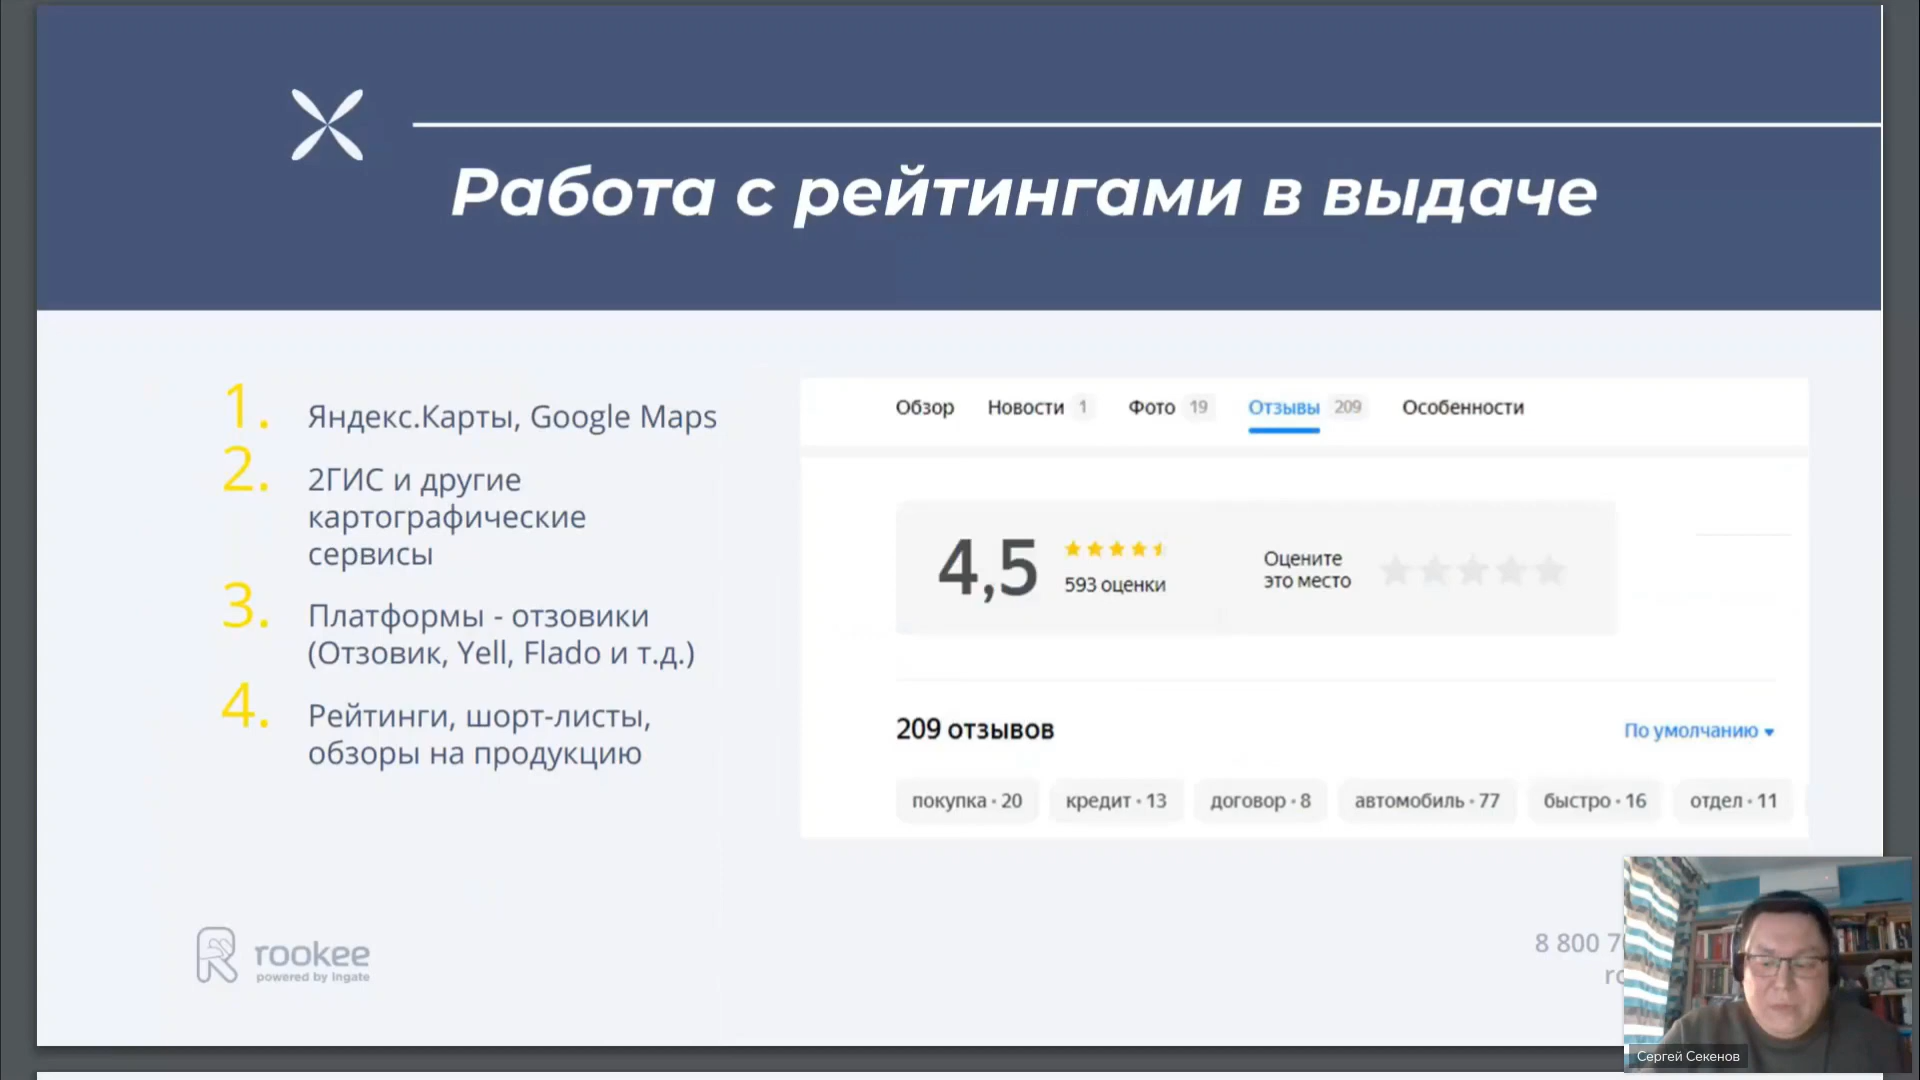 Работа с рейтингами в выдаче
1. Яндекс.Карты, Google Maps
2. 2ГИС и другие
картографические
сервисы
3. Платформы - отзовики
(Отзовик, Yell, Flado и т.д.)
4. Рейтинги, шорт-листы,
обзоры на продукцию
Обзор Новости 1 Фото 19 Отзывы 209 Особенности
4,5
593 оценки
Оцените
это место
209 отзывов
По умолчанию
покупка • 20 кредит • 13 договор • 8 автомобиль • 77 быстро • 16 отдел • 11
rookee
powered by Ingate
8 800
Сергей Секенов